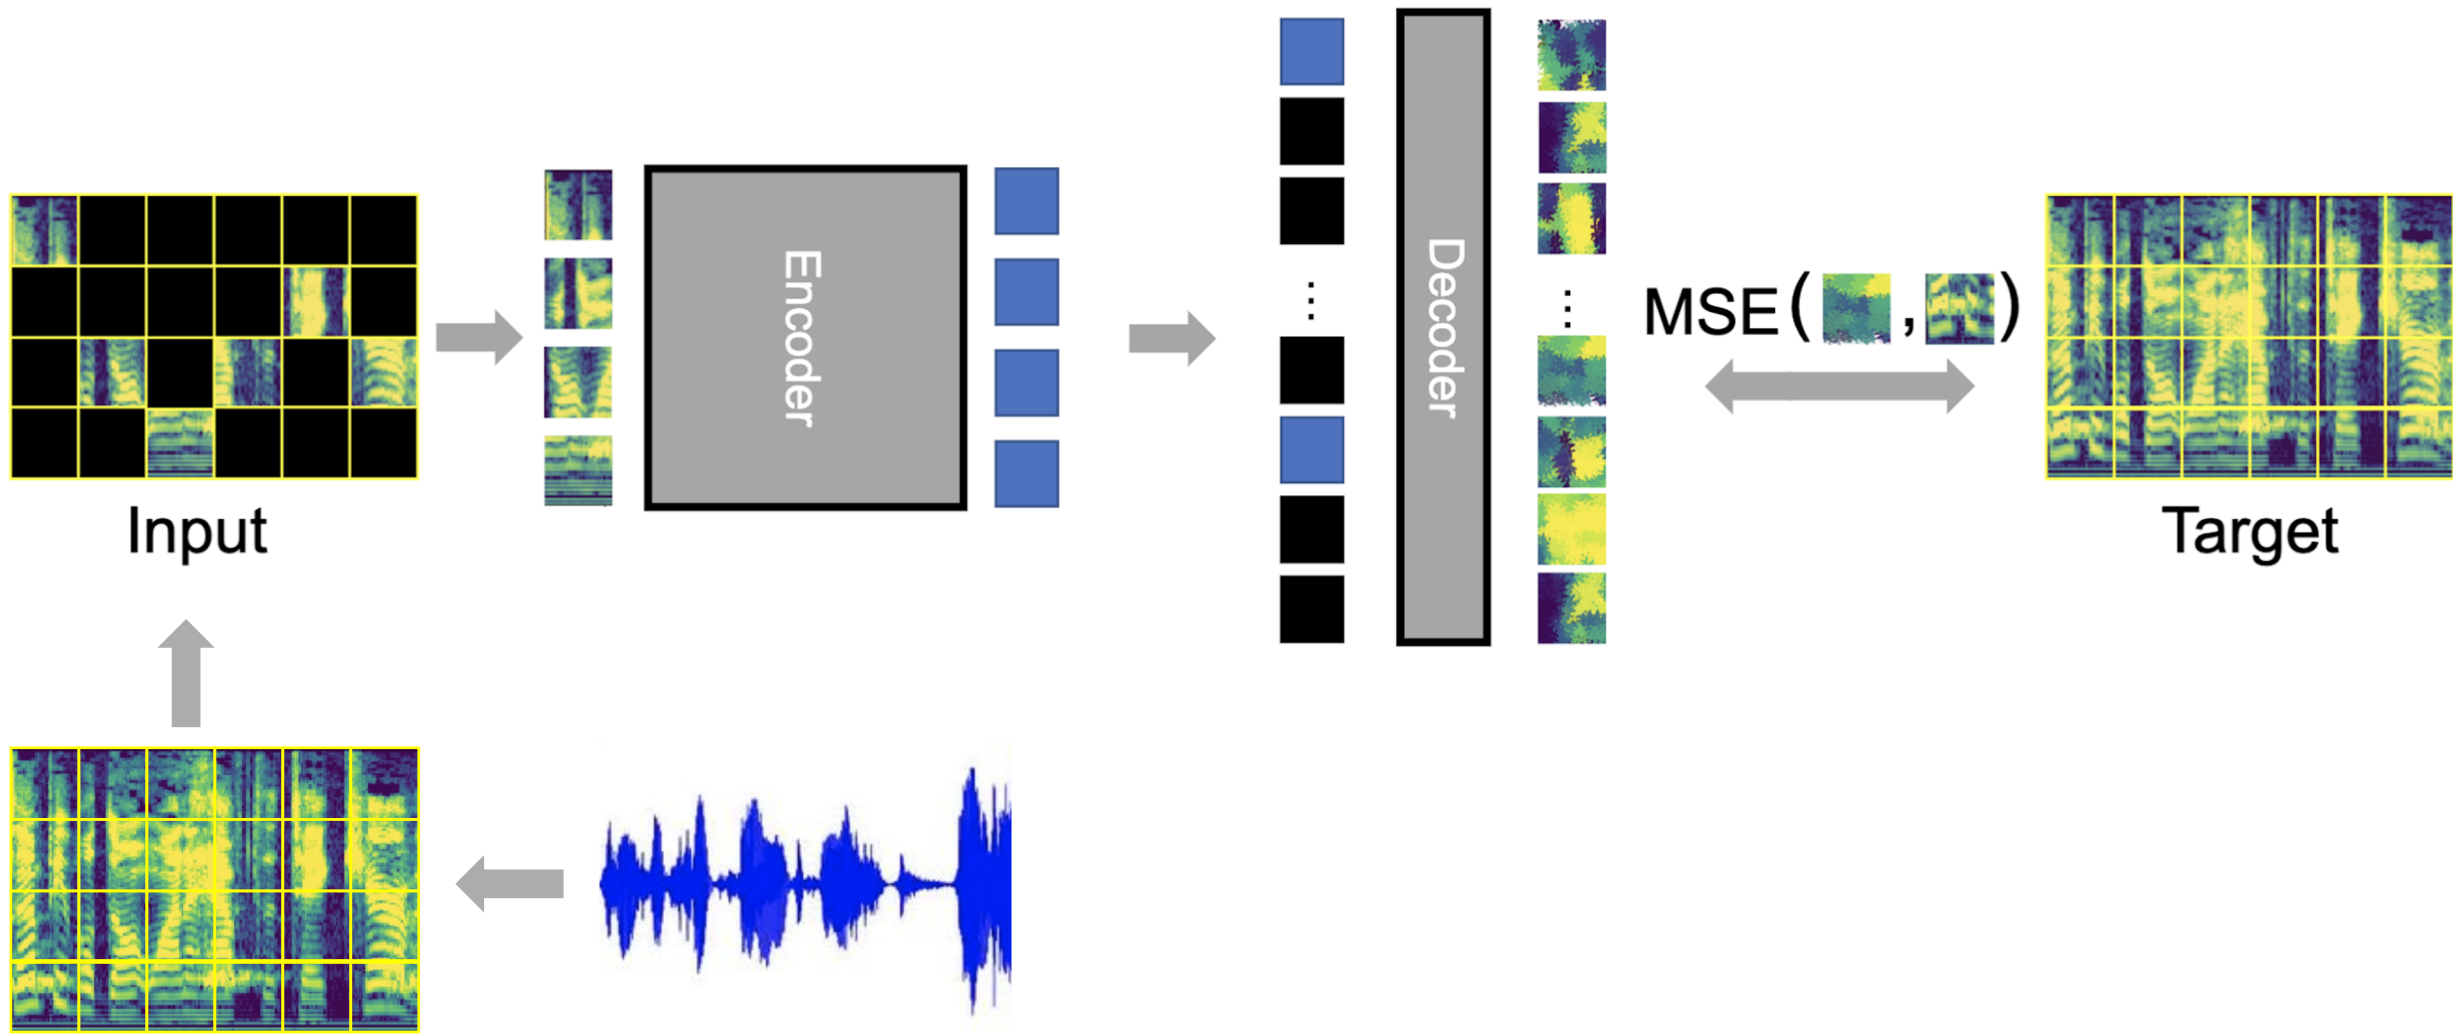 Input
Encoder
Decoder
MSE( , )
Target